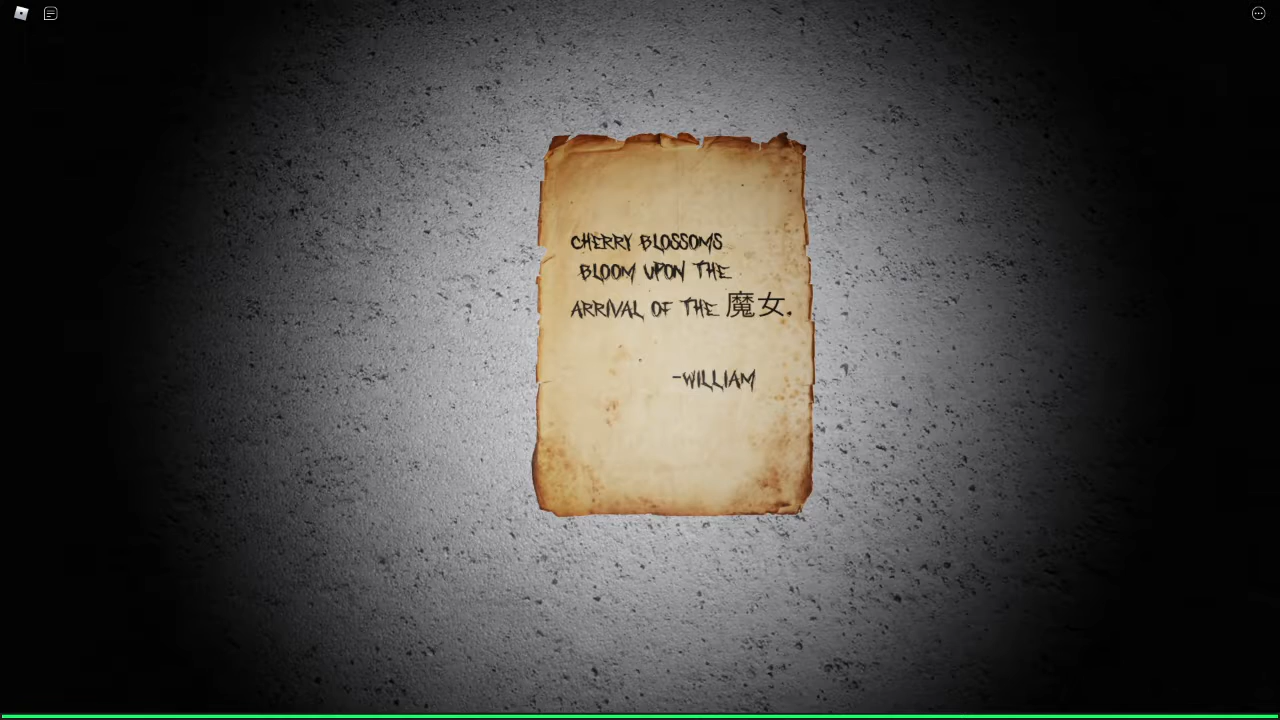 CHERRY BLOSSOMS
BLOOM UPON THE
ARRIVAL OF THE 魔女.
-WILLIAM